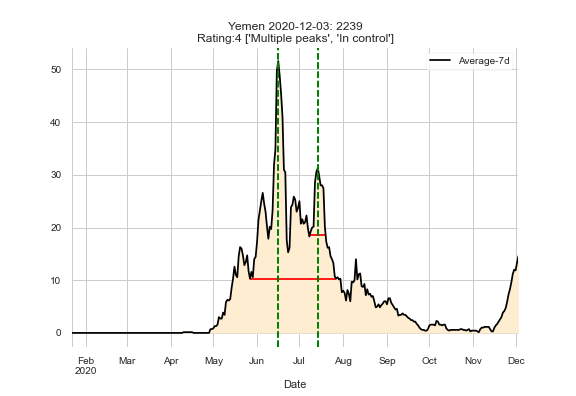 Yemen 2020-12-03: 2239
Rating:4 ['Multiple peaks', 'In control']
Average-7d
50
40
30
20
10
0
Feb Mar Apr May Jun Jul Aug Sep Oct Nov Dec
2020
Date